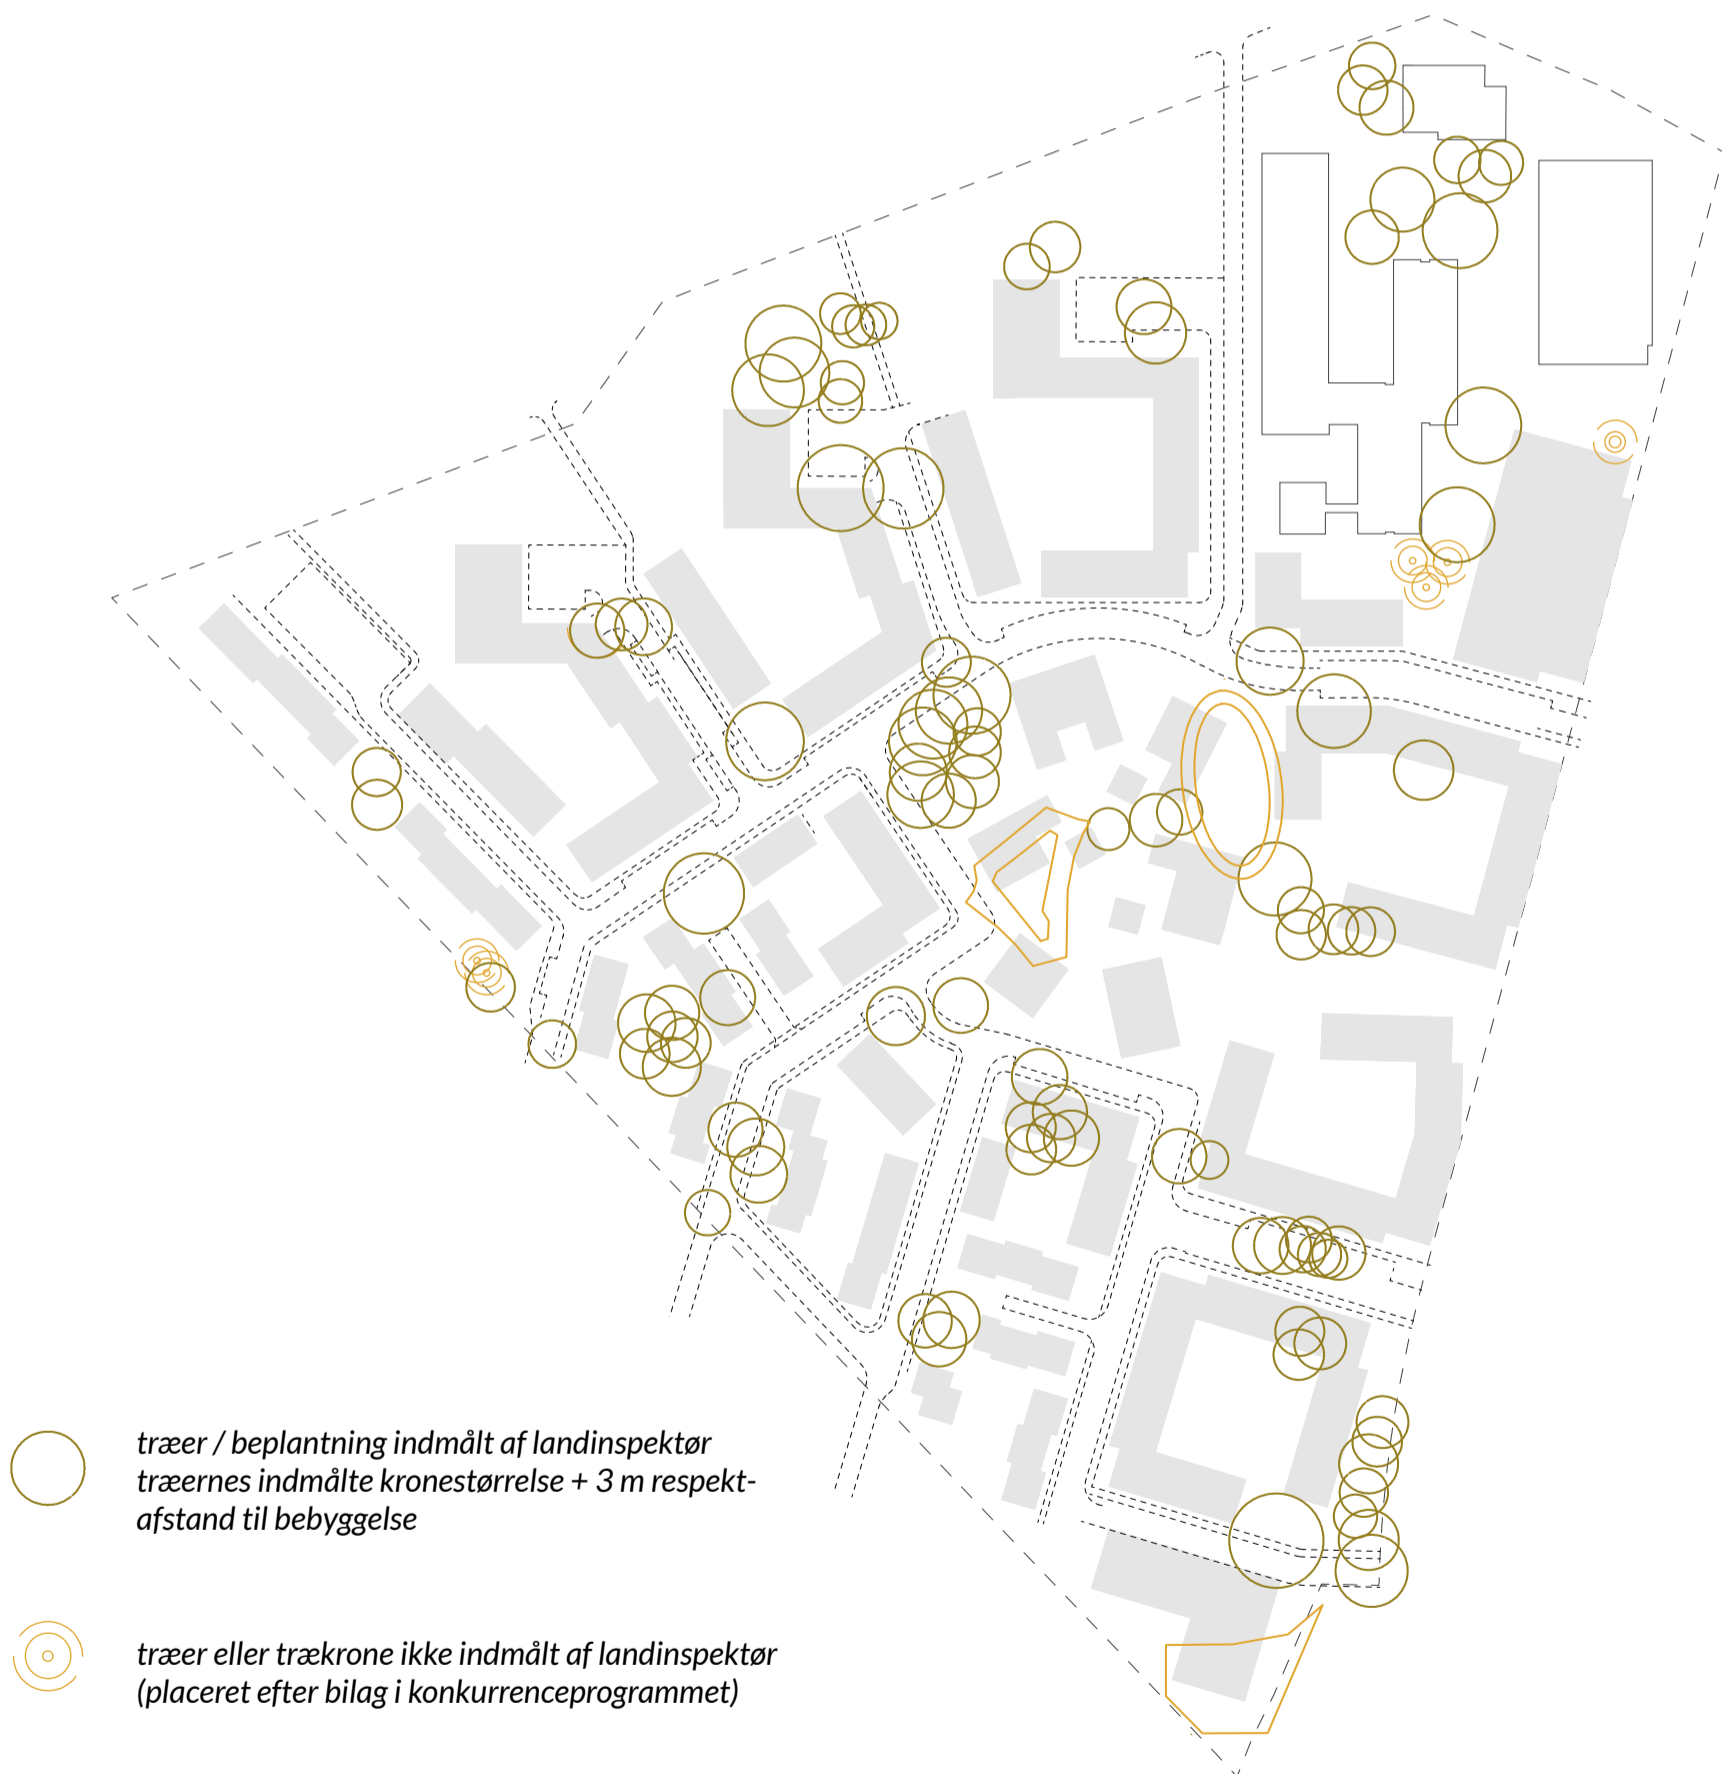 træer / beplantning indmålt af landinspektør
træernes indmålte kronestørrelse + 3 m respekt-
afstand til bebyggelse
træer eller trækrone ikke indmålt af landinspektør
(placeret efter bilag i konkurrenceprogrammet)